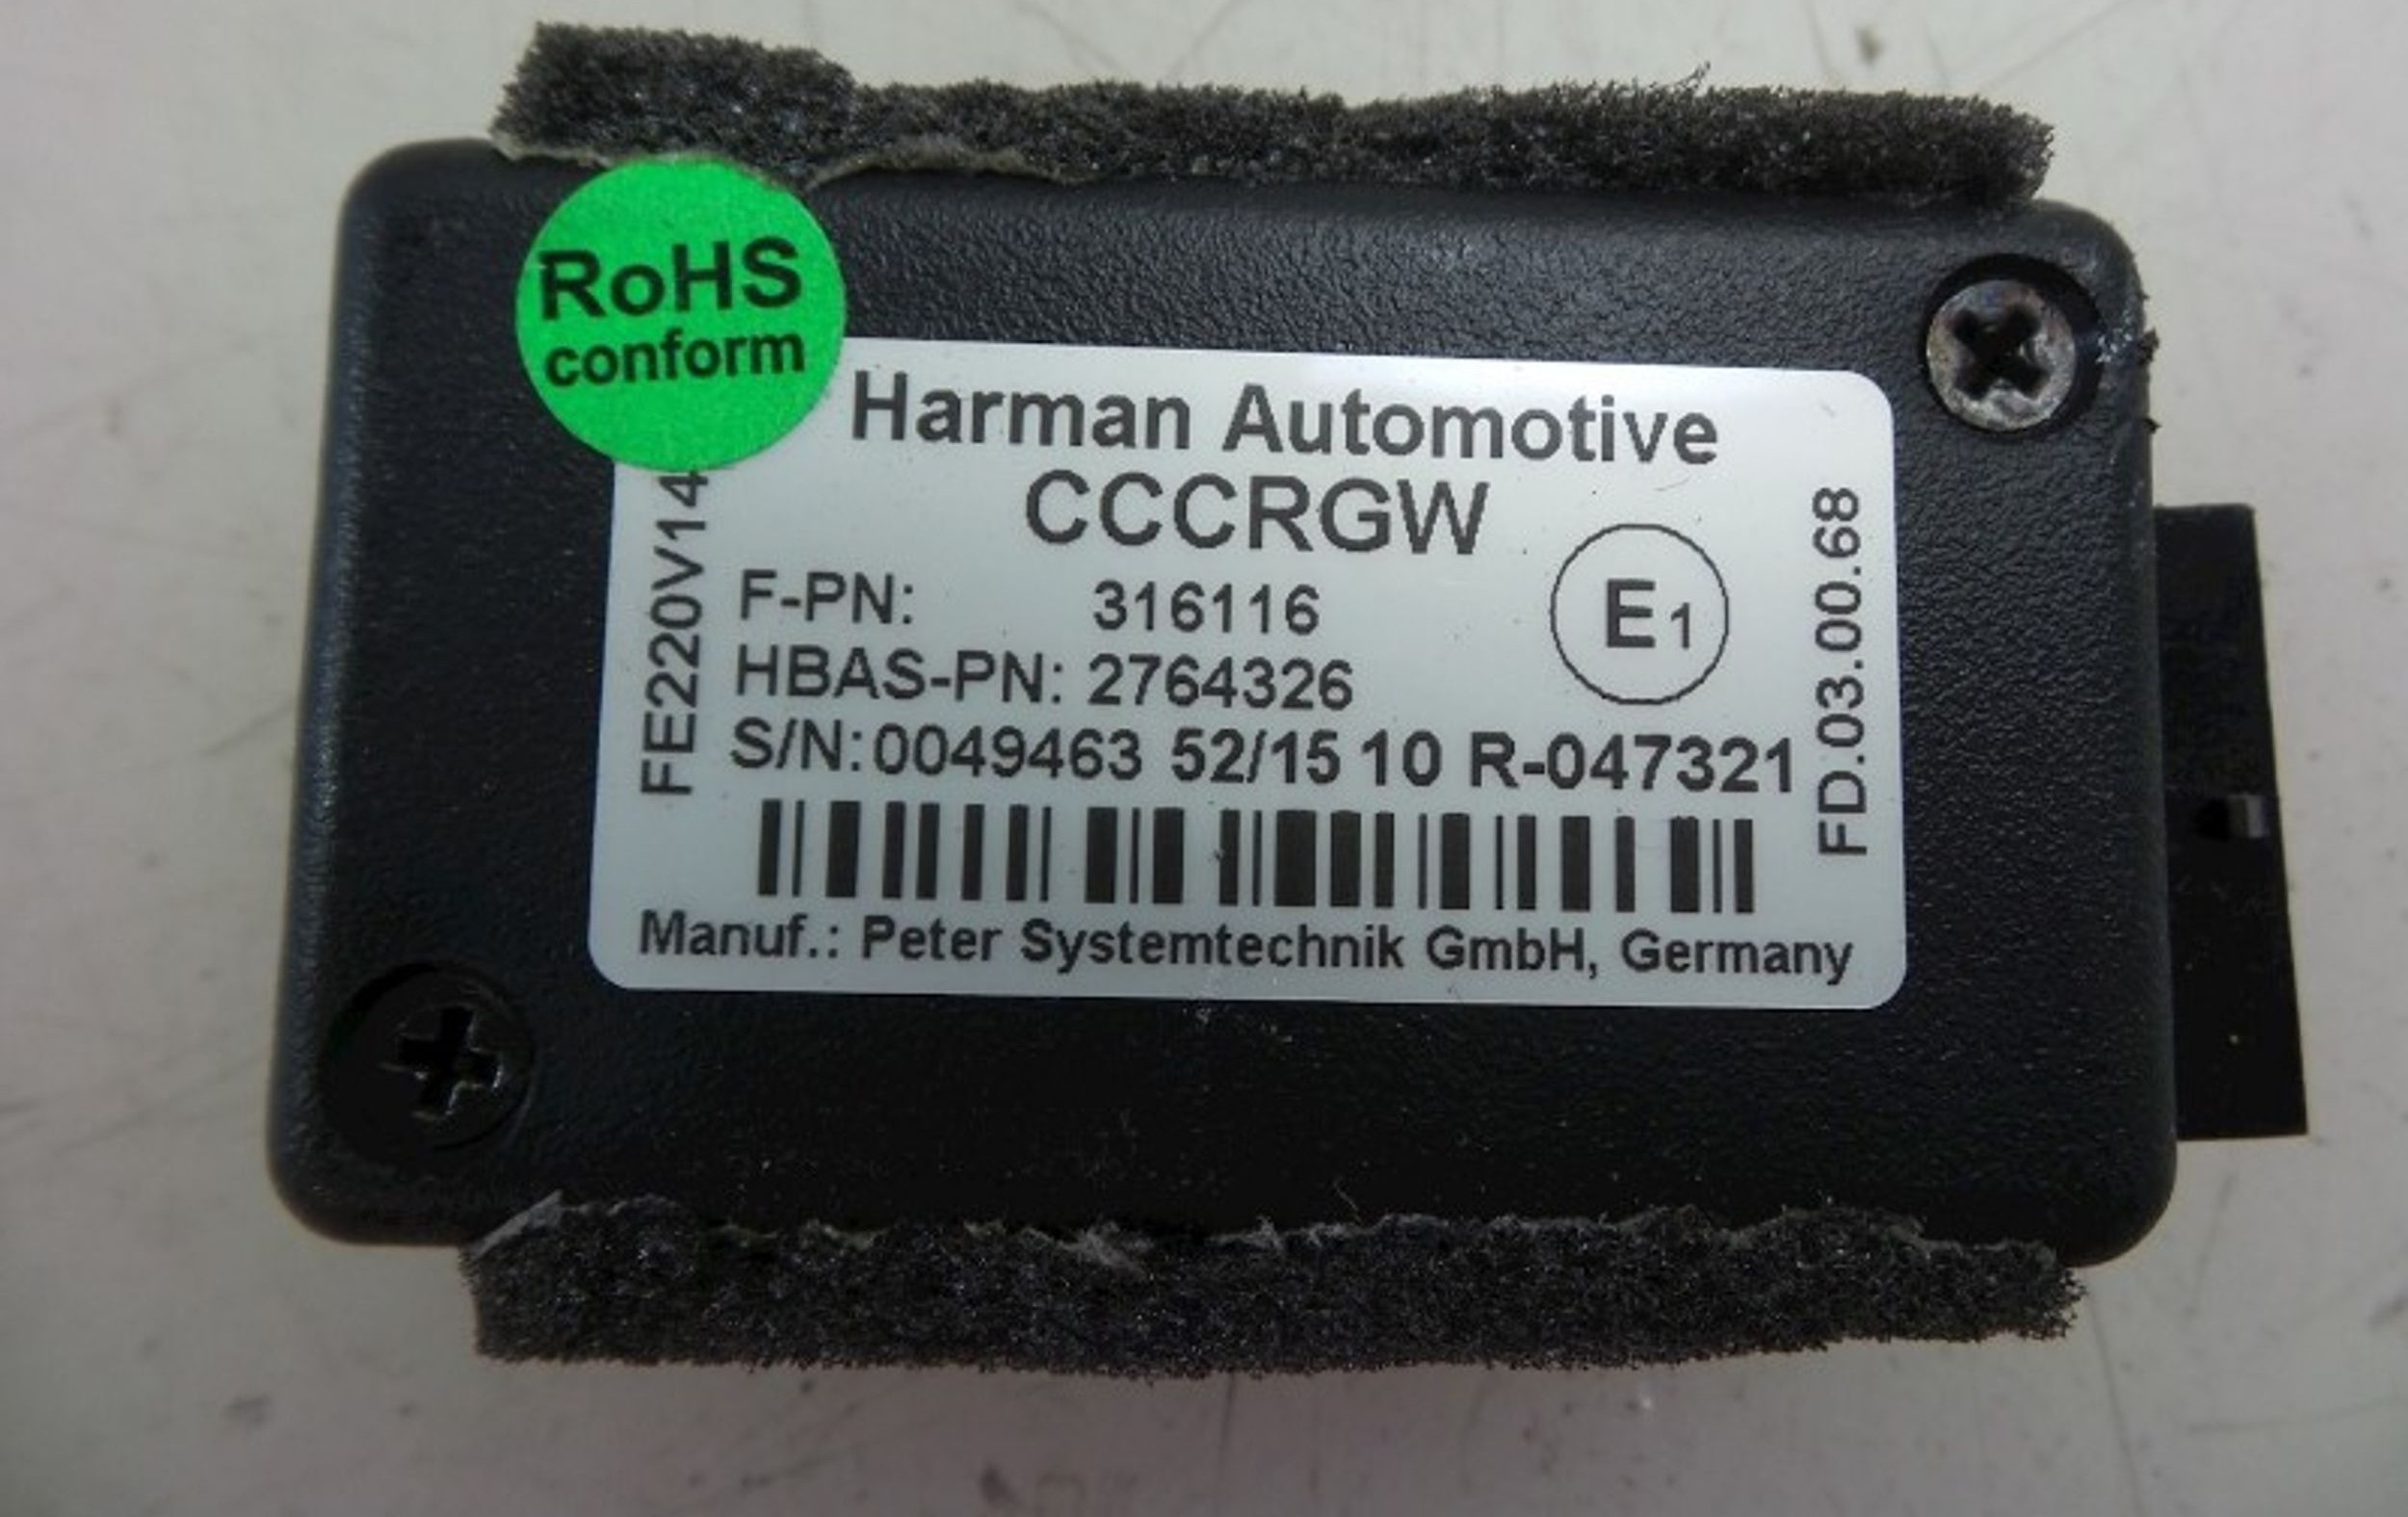 RoHS
conform
Harman Automotive
CCCRGW
FE220V14
F-PN: 316116
E1
HBAS-PN: 2764326
S/N:0049463 52/15 10 R-047321
FD.03.00.68
Manuf.: Peter Systemtechnik GmbH, Germany